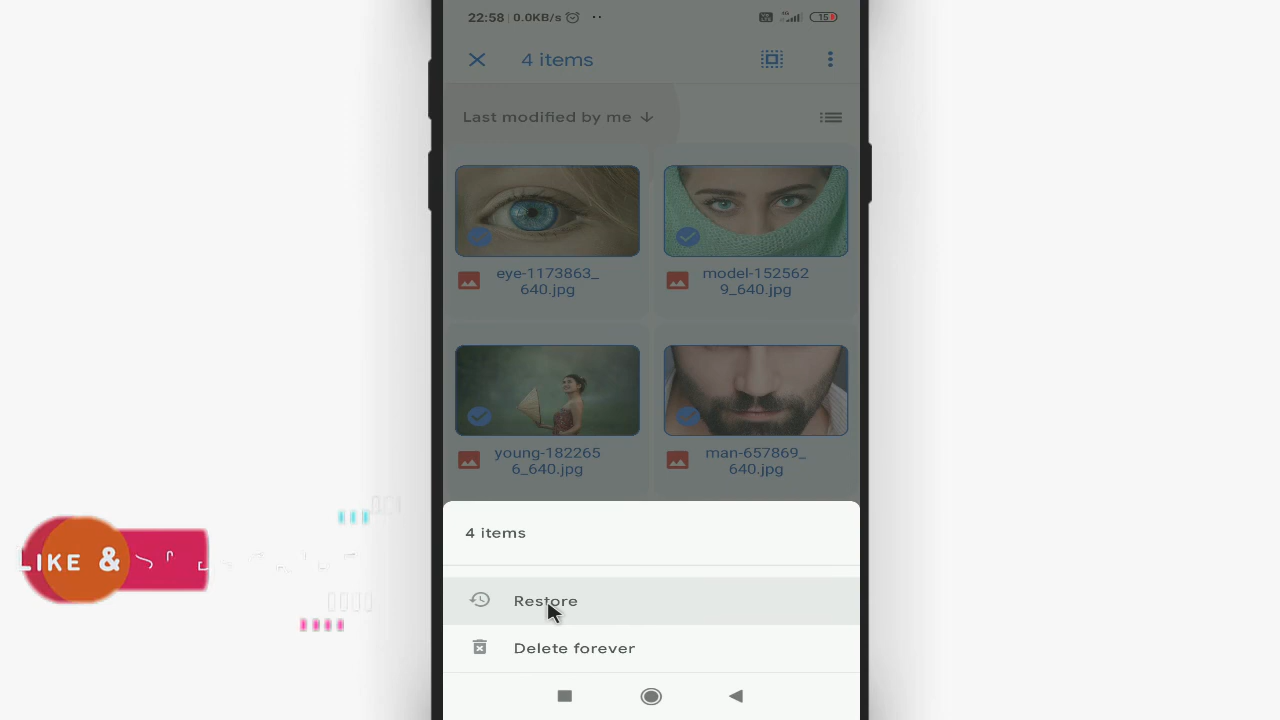 22:58 0.0KB/s
15
4 items
Last modified by me
eye-1173863_
640.jpg
model-152562
9_640.jpg
young-182265
6_640.jpg
man-657869_
640.jpg
4 items
Restore
LIKE &
Delete forever